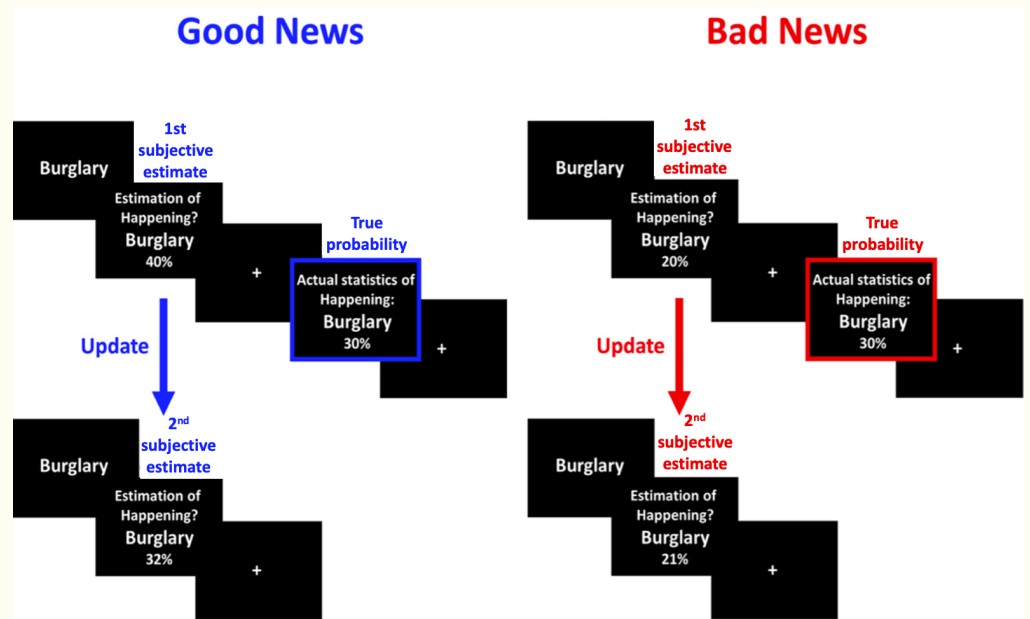 Good News
Burglary
1st
subjective
estimate
Estimation of
Happening?
Burglary
40%
+
True
probability
Actual statistics of
Happening:
Burglary
30%
+
Update
Burglary
2nd
subjective
estimate
Estimation of
Happening?
Burglary
32%
+
Bad News
Burglary
1st
subjective
estimate
Estimation of
Happening?
Burglary
20%
+
True
probability
Actual statistics of
Happening:
Burglary
30%
+
Update
Burglary
2nd
subjective
estimate
Estimation of
Happening?
Burglary
21%
+